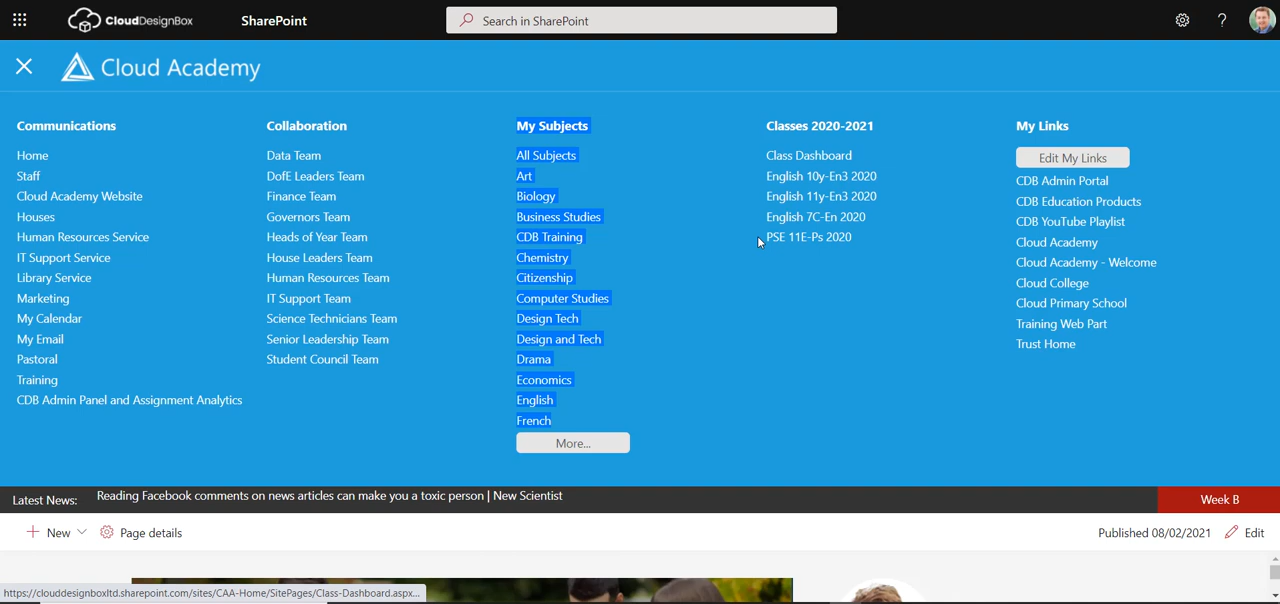 CloudDesignBox
SharePoint
Search in SharePoint
?
Cloud Academy
Communications
Home
Staff
Cloud Academy Website
Houses
Human Resources Service
IT Support Service
Library Service
Marketing
My Calendar
My Email
Pastoral
Training
CDB Admin Panel and Assignment Analytics
Collaboration
Data Team
DofE Leaders Team
Finance Team
Governors Team
Heads of Year Team
House Leaders Team
Human Resources Team
IT Support Team
Science Technicians Team
Senior Leadership Team
Student Council Team
My Subjects
All Subjects
Art
Biology
Business Studies
CDB Training
Chemistry
Citizenship
Computer Studies
Design Tech
Design and Tech
Drama
Economics
English
French
More...
Classes 2020-2021
Class Dashboard
English 10y-En3 2020
English 11y-En3 2020
English 7C-En 2020
PSE 11E-Ps 2020
My Links
Edit My Links
CDB Admin Portal
CDB Education Products
CDB YouTube Playlist
Cloud Academy
Cloud Academy - Welcome
Cloud College
Cloud Primary School
Training Web Part
Trust Home
Latest News: Reading Facebook comments on news articles can make you a toxic person | New Scientist
Week B
New
Page details
Published 08/02/2021
Edit
https://clouddesignboxltd.sharepoint.com/sites/CAA-Home/SitePages/Class-Dashboard.aspx...